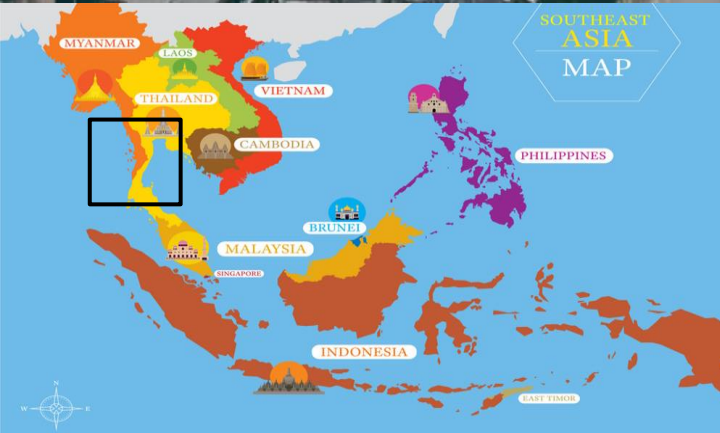 SOUTHEAST
ASIA
MAP
MYANMAR
LAOS
THAILAND
VIETNAM
CAMBODIA
PHILIPPINES
BRUNEI
MALAYSIA
SINGAPORE
INDONESIA
EAST TIMOR
N
W
E